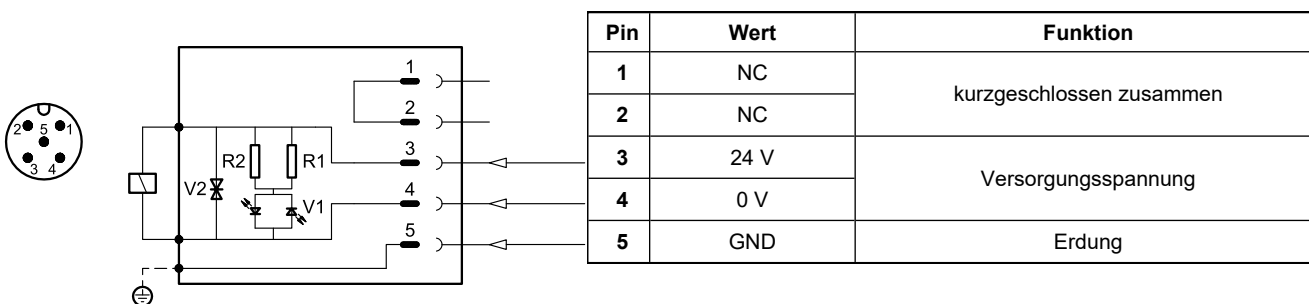 2 5 1
3 4
R2 R1
V2
V1
1
2
3
4
5
Pin Wert Funktion
1 NC kurzgeschlossen zusammen
2 NC
3 24 V Versorgungsspannung
4 0 V
5 GND Erdung